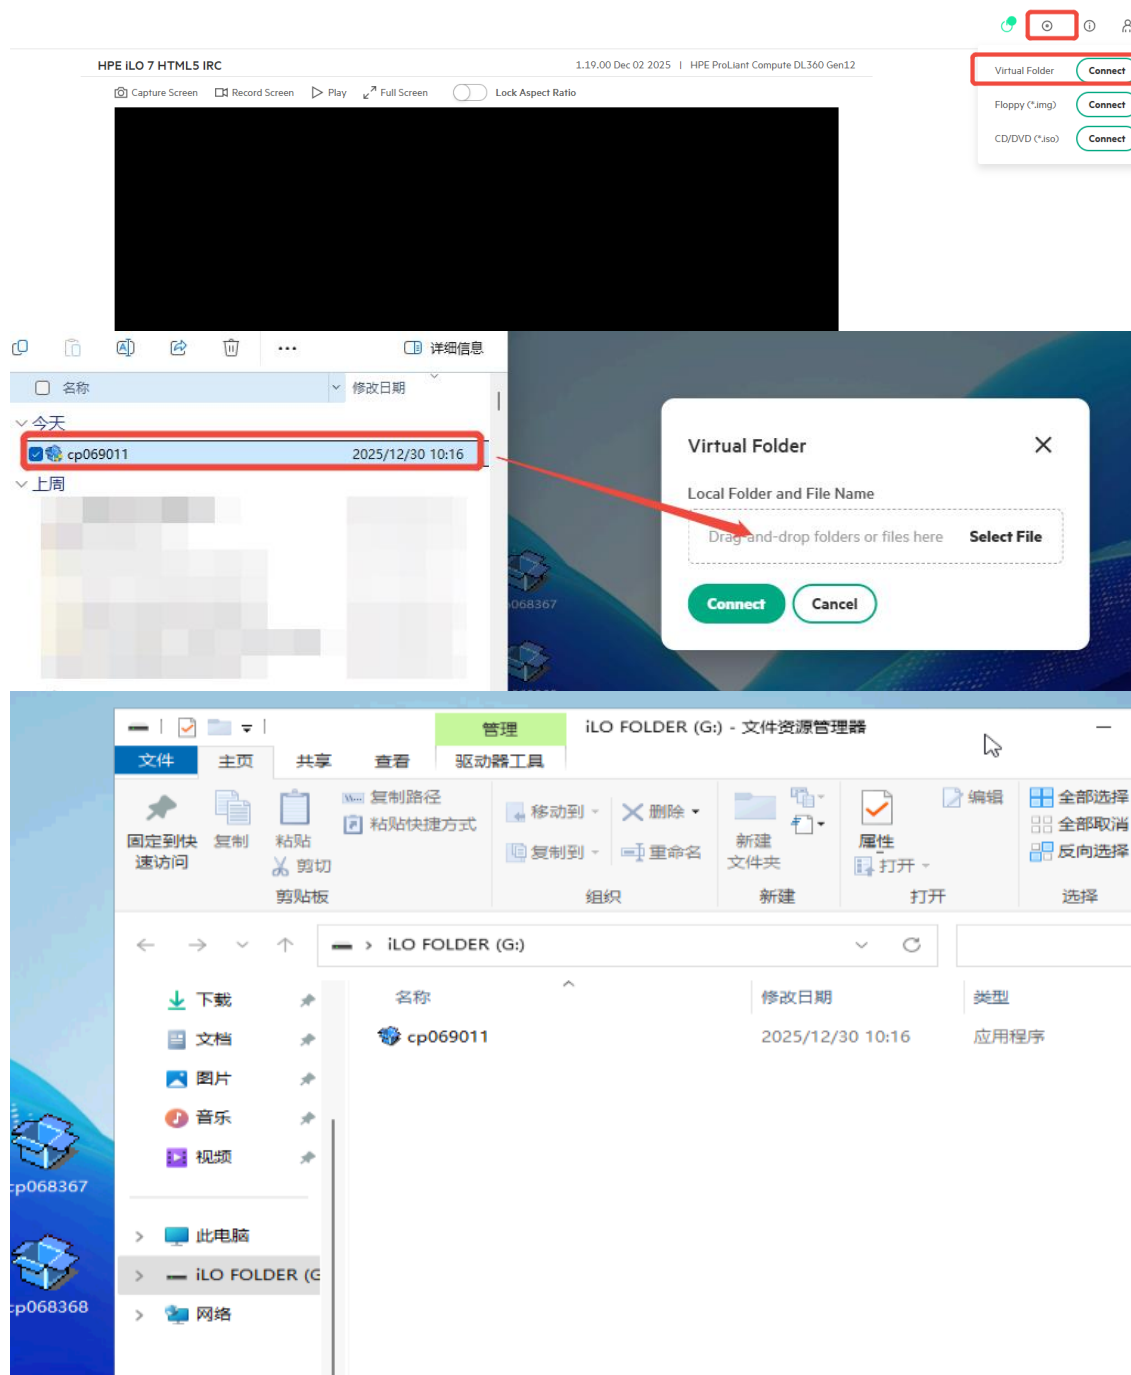 HPE iLO 7 HTML5 IRC
1.19.00 Dec 02 2025 | HPE ProLiant Compute DL360 Gen12
Capture Screen Record Screen Play Full Screen Lock Aspect Ratio
Virtual Folder Connect
Floppy (*.img) Connect
CD/DVD (*.iso) Connect
详细信息
名称 修改日期
今天
cp069011 2025/12/30 10:16
上周
Virtual Folder
Local Folder and File Name
Drag-and-drop folders or files here Select File
Connect Cancel
068367
管理 iLO FOLDER (G:) - 文件资源管理器
文件 主页 共享 查看 驱动器工具
固定到快速访问
复制
粘贴
复制路径
粘贴快捷方式
剪切
剪贴板
移动到
复制到
删除
重命名
组织
新建
文件夹
新建
属性
打开
编辑
打开
全部选择
全部取消
反向选择
选择
iLO FOLDER (G:)
名称 修改日期 类型
cp069011 2025/12/30 10:16 应用程序
下载
文档
图片
音乐
视频
此电脑
iLO FOLDER (G
网络
cp068367
cp068368